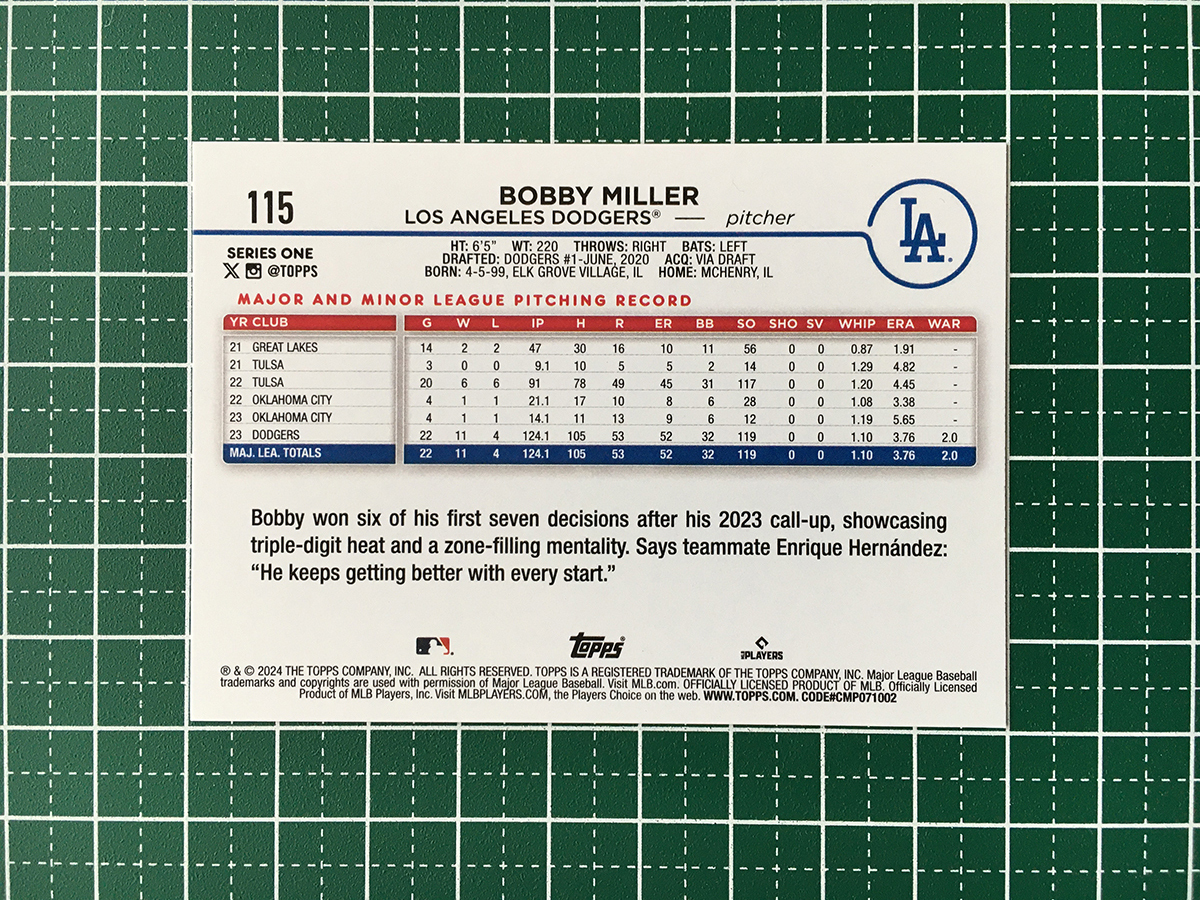 115
BOBBY MILLER
LOS ANGELES DODGERS® — pitcher
LA
SERIES ONE
@TOPPS
HT: 6'5" WT: 220 THROWS: RIGHT BATS: LEFT
DRAFTED: DODGERS #1-JUNE, 2020 ACQ: VIA DRAFT
BORN: 4-5-99, ELK GROVE VILLAGE, IL HOME: MCHENRY, IL
MAJOR AND MINOR LEAGUE PITCHING RECORD
YR CLUB G W L IP H R ER BB SO SHO SV WHIP ERA WAR
21 GREAT LAKES 14 2 2 47 30 16 10 11 56 0 0 0.87 1.91 -
21 TULSA 3 0 0 9.1 10 5 5 2 14 0 0 1.29 4.82 -
22 TULSA 20 6 6 91 78 49 45 31 117 0 0 1.20 4.45 -
22 OKLAHOMA CITY 4 1 1 21.1 17 10 8 6 28 0 0 1.08 3.38 -
23 OKLAHOMA CITY 4 1 1 14.1 11 13 9 6 12 0 0 1.19 5.65 -
23 DODGERS 22 11 4 124.1 105 53 52 32 119 0 0 1.10 3.76 2.0
MAJ. LEA. TOTALS 22 11 4 124.1 105 53 52 32 119 0 0 1.10 3.76 2.0
Bobby won six of his first seven decisions after his 2023 call-up, showcasing
triple-digit heat and a zone-filling mentality. Says teammate Enrique Hernández:
“He keeps getting better with every start.”
Topps®
MLBPLAYERS
® & © 2024 THE TOPPS COMPANY, INC. ALL RIGHTS RESERVED. TOPPS IS A REGISTERED TRADEMARK OF THE TOPPS COMPANY, INC. Major League Baseball
trademarks and copyrights are used with permission of Major League Baseball. Visit MLB.com. OFFICIALLY LICENSED PRODUCT OF MLB. Officially Licensed
Product of MLB Players, Inc. Visit MLBPLAYERS.COM, the Players Choice on the web. WWW.TOPPS.COM. CODE#CMP071002